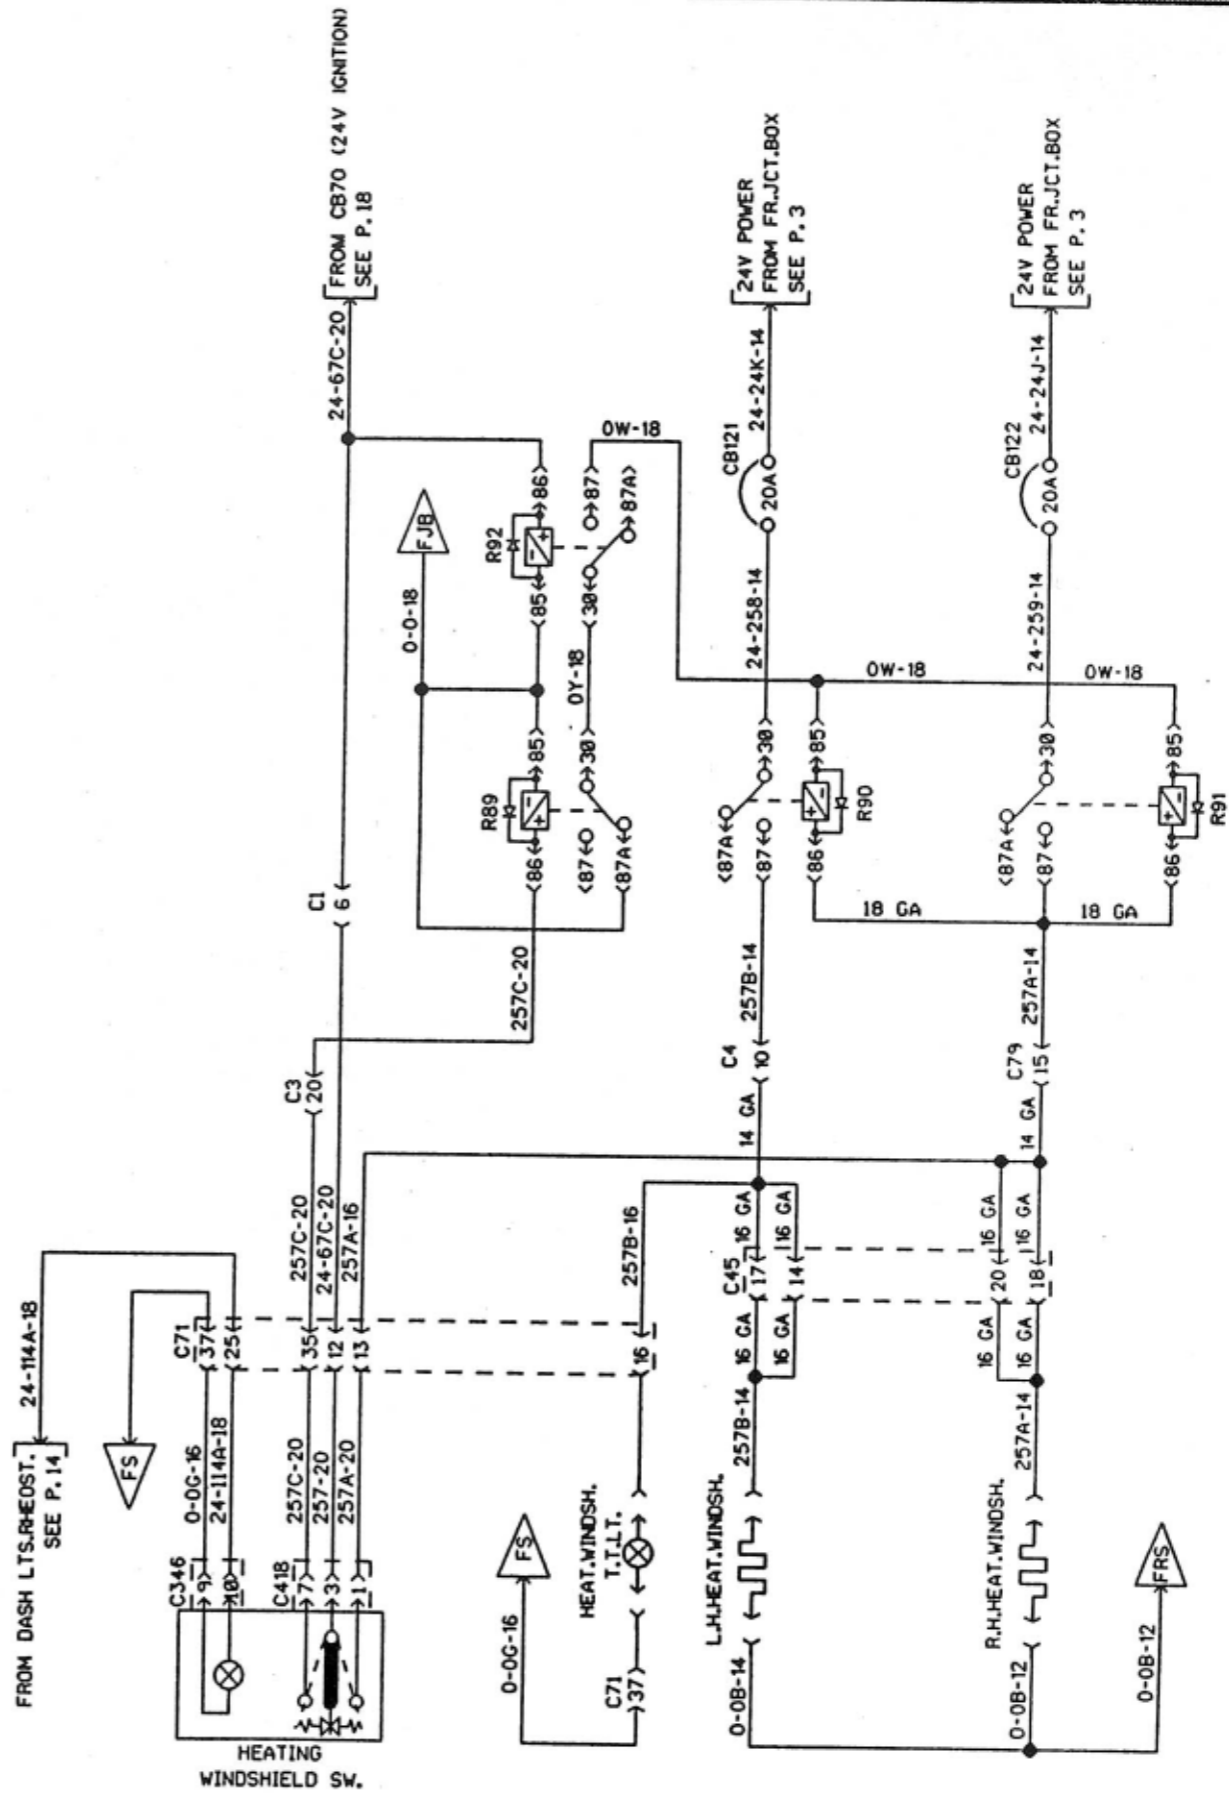 FROM DASH LTS.RHEOST.
SEE P.14
24-114A-18
FS
C71
37
25
0-0G-16
24-114A-18
C346
9
10
HEATING
WINDSHIELD SW.
C418
7
3
1
257C-20
257-20
257A-20
35
12
13
257C-20
24-67C-20
257A-16
C3
20
C1
6
24-67C-20
FROM CB70 (24V IGNITION)
SEE P.18
257C-20
0-0-18
FJB
R89
86
85
87
87A
30
0Y-18
R92
85
86
30
87
87A
0W-18
FS
0-0G-16
C71
37
HEAT.WINDSH.
T.T.LT.
16
257B-16
L.H.HEAT.WINDSH.
0-0B-14
257B-14
16 GA
16 GA
C45
17
14
16 GA
16 GA
14 GA
C4
10
257B-14
87A
87
30
86
85
R90
24-258-14
CB121
20A
24-24K-14
24V POWER
FROM FR.JCT.BOX
SEE P.3
0W-18
0W-18
18 GA
18 GA
R.H.HEAT.WINDSH.
0-0B-12
257A-14
16 GA
16 GA
20
18
16 GA
16 GA
14 GA
C79
15
257A-14
87A
87
30
86
85
R91
24-259-14
CB122
20A
24-24J-14
24V POWER
FROM FR.JCT.BOX
SEE P.3
0-0B-12
FRS